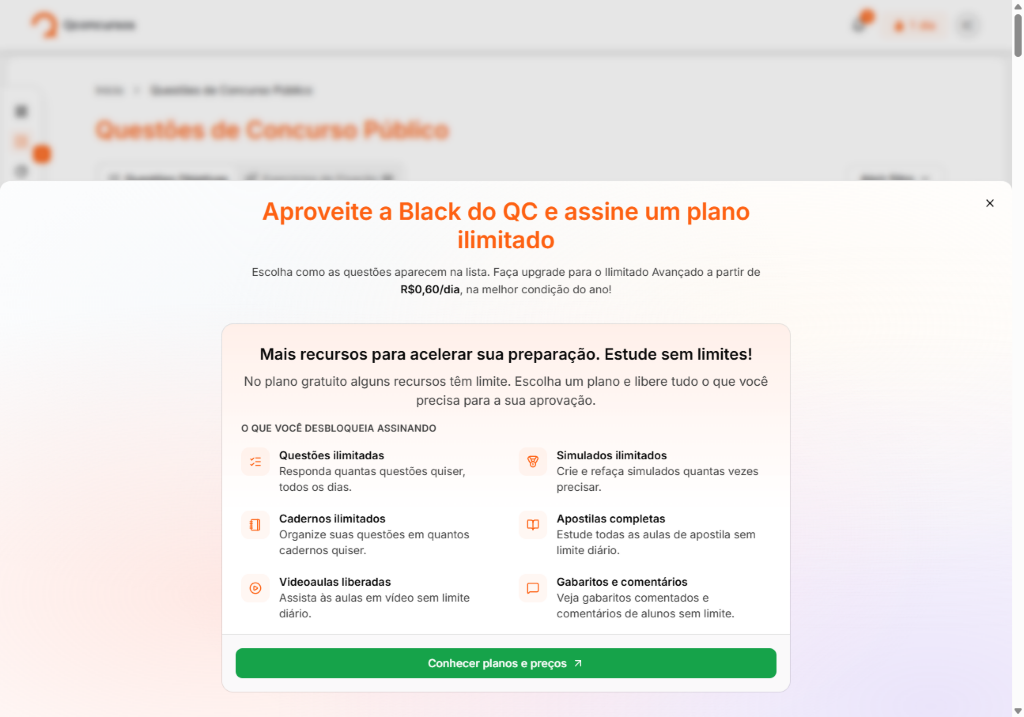 Qconcursos
Início > Questões de Concurso Público
Questões de Concurso Público
Aproveite a Black do QC e assine um plano
ilimitado
Escolha como as questões aparecem na lista. Faça upgrade para o Ilimitado Avançado a partir de
R$0,60/dia, na melhor condição do ano!
Mais recursos para acelerar sua preparação. Estude sem limites!
No plano gratuito alguns recursos têm limite. Escolha um plano e libere tudo o que você
precisa para a sua aprovação.
O QUE VOCÊ DESBLOQUEIA ASSINANDO
Questões ilimitadas
Responda quantas questões quiser,
todos os dias.
Simulados ilimitados
Crie e refaça simulados quantas vezes
precisar.
Cadernos ilimitados
Organize suas questões em quantos
cadernos quiser.
Apostilas completas
Estude todas as aulas de apostila sem
limite diário.
Videoaulas liberadas
Assista às aulas em vídeo sem limite
diário.
Gabaritos e comentários
Veja gabaritos comentados e
comentários de alunos sem limite.
Conhecer planos e preços